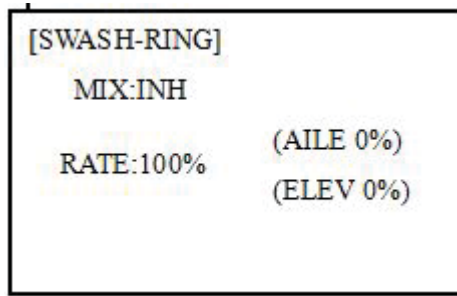 [SWASH-RING]
MIX:INH
RATE:100%
(AILE 0%)
(ELEV 0%)